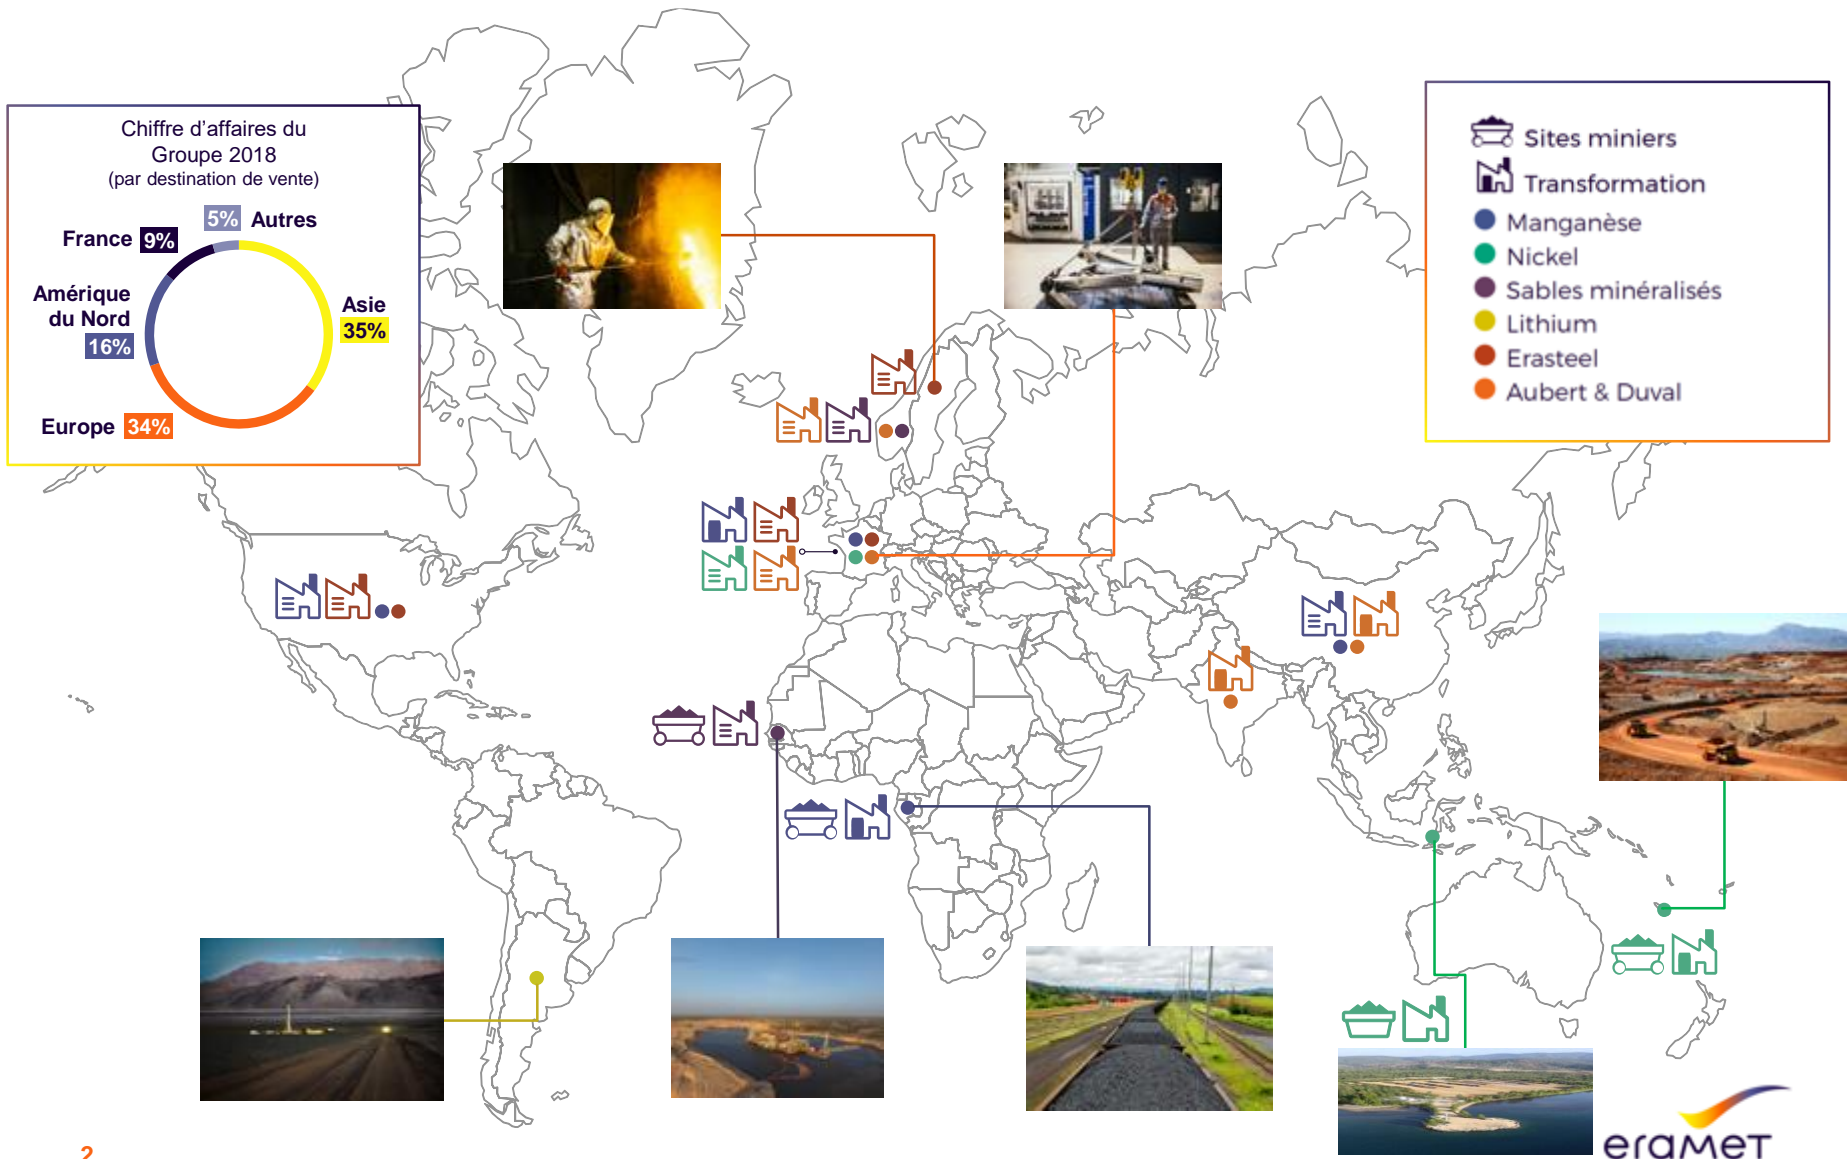 Chiffre d'affaires du
Groupe 2018
(par destination de vente)
5% Autres
France 9%
Amérique
du Nord
16%
Asie
35%
Europe 34%
Sites miniers
Transformation
Manganèse
Nickel
Sables minéralisés
Lithium
Erasteel
Aubert & Duval
2
eramet